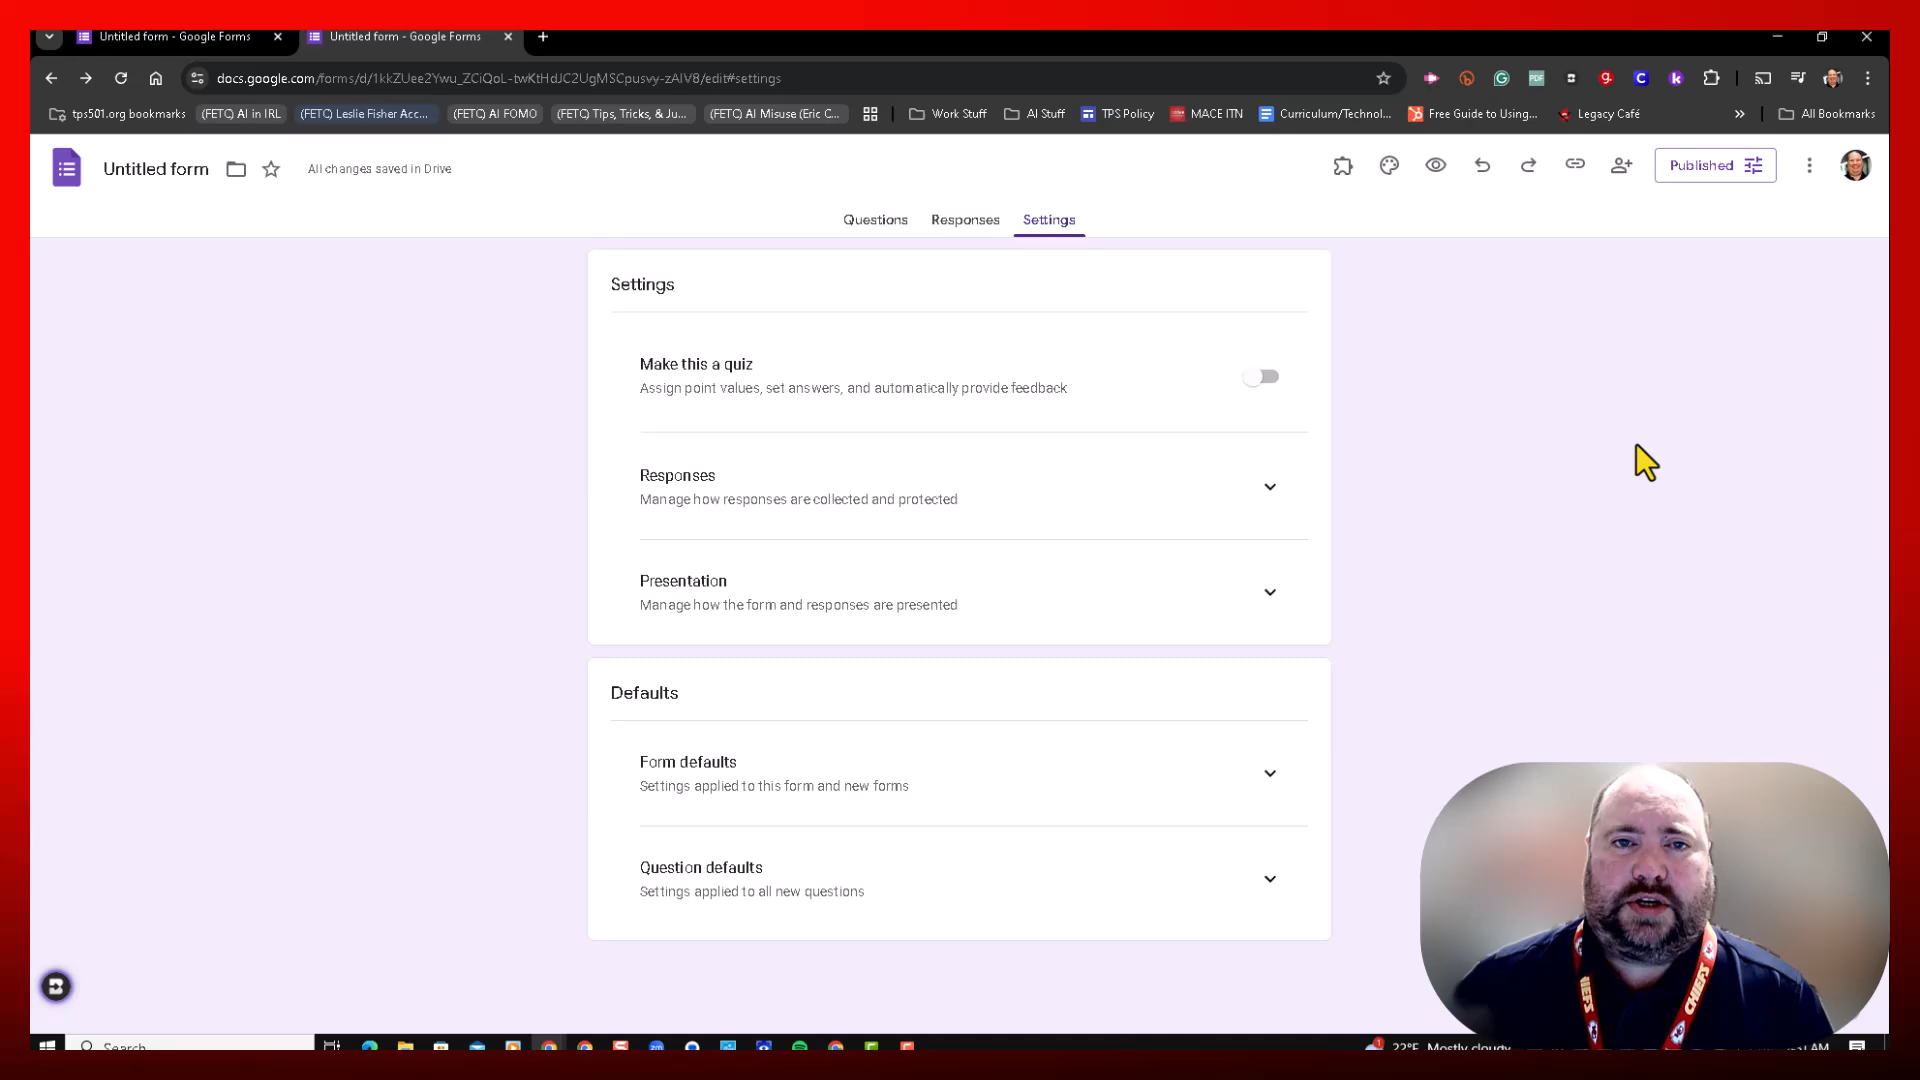 Untitled form - Google Forms
Untitled form - Google Forms
docs.google.com/forms/d/1kkZUee2Ywu_ZCiQoL-twKtHdJC2UgMSCpusvy-zAIV8/edit#settings
tps501.org bookmarks
(FETC) AI in IRL
(FETC) Leslie Fisher Acc...
(FETC) AI FOMO
(FETC) Tips, Tricks, & Ju...
(FETC) AI Misuse (Eric C...
Work Stuff
AI Stuff
TPS Policy
MACE ITN
Curriculum/Technol...
Free Guide to Using...
Legacy Café
All Bookmarks
Untitled form
All changes saved in Drive
Published
Questions
Responses
Settings
Settings
Make this a quiz
Assign point values, set answers, and automatically provide feedback
Responses
Manage how responses are collected and protected
Presentation
Manage how the form and responses are presented
Defaults
Form defaults
Settings applied to this form and new forms
Question defaults
Settings applied to all new questions
CHIEFS
Search
22°F Mostly cloudy
AM